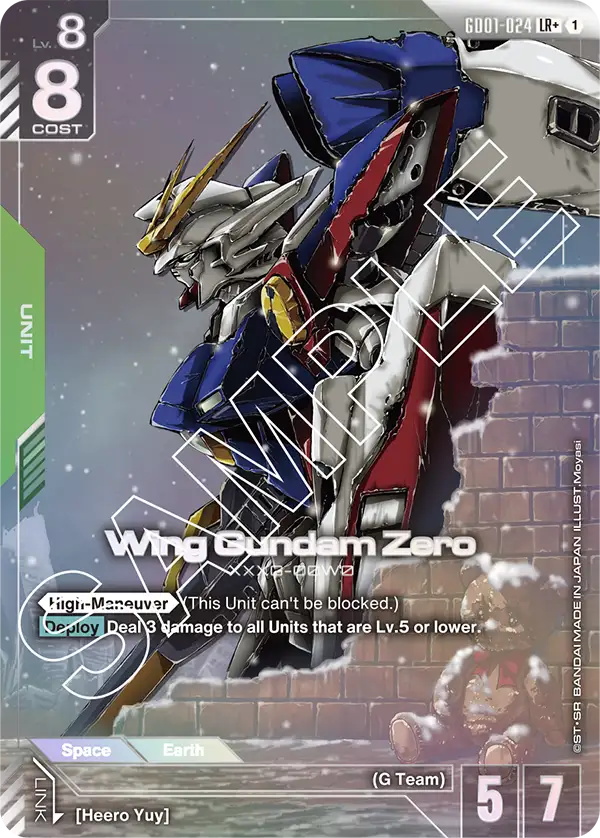 Lv. 8
8
COST
GD01-024 LR+ 1
UNIT
SAMPLE
Wing Gundam Zero
XXXG-00W0
High-Maneuver (This Unit can't be blocked.)
Deploy Deal 3 damage to all Units that are Lv.5 or lower.
©ST・SR BANDAI MADE IN JAPAN ILLUST.Moyasi
Space Earth
(G Team)
LINK
[Heero Yuy]
5 7